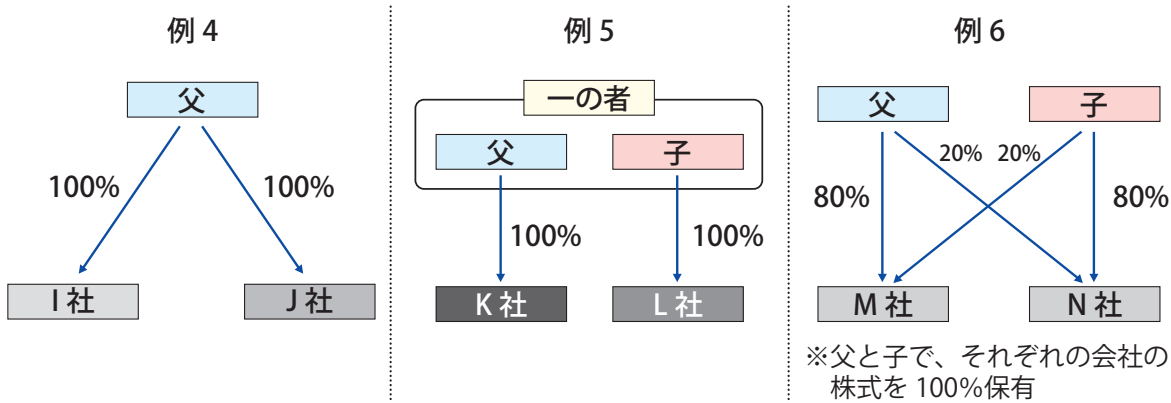 例 4
父
100%
100%
I 社
J 社
例 5
一の者
父
子
100%
100%
K 社
L 社
例 6
父
子
20%
20%
80%
80%
M 社
N 社
※父と子で、それぞれの会社の
株式を 100%保有